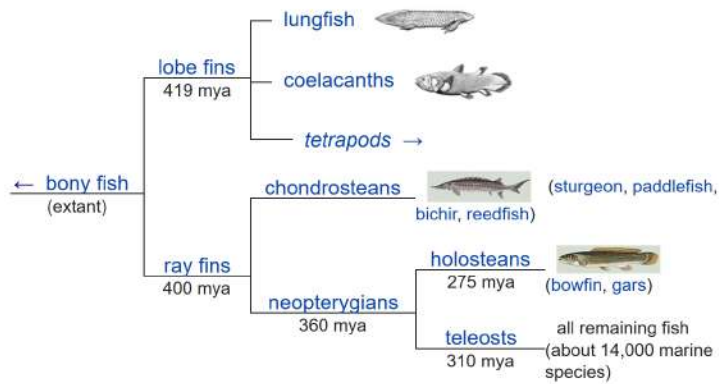 lungfish
lobe fins
419 mya
coelacanths
tetrapods →
← bony fish
(extant)
chondrosteans
(sturgeon, paddlefish,
bichir, reedfish)
ray fins
400 mya
holosteans
275 mya
(bowfin, gars)
neopterygians
360 mya
teleosts
310 mya
all remaining fish
(about 14,000 marine
species)